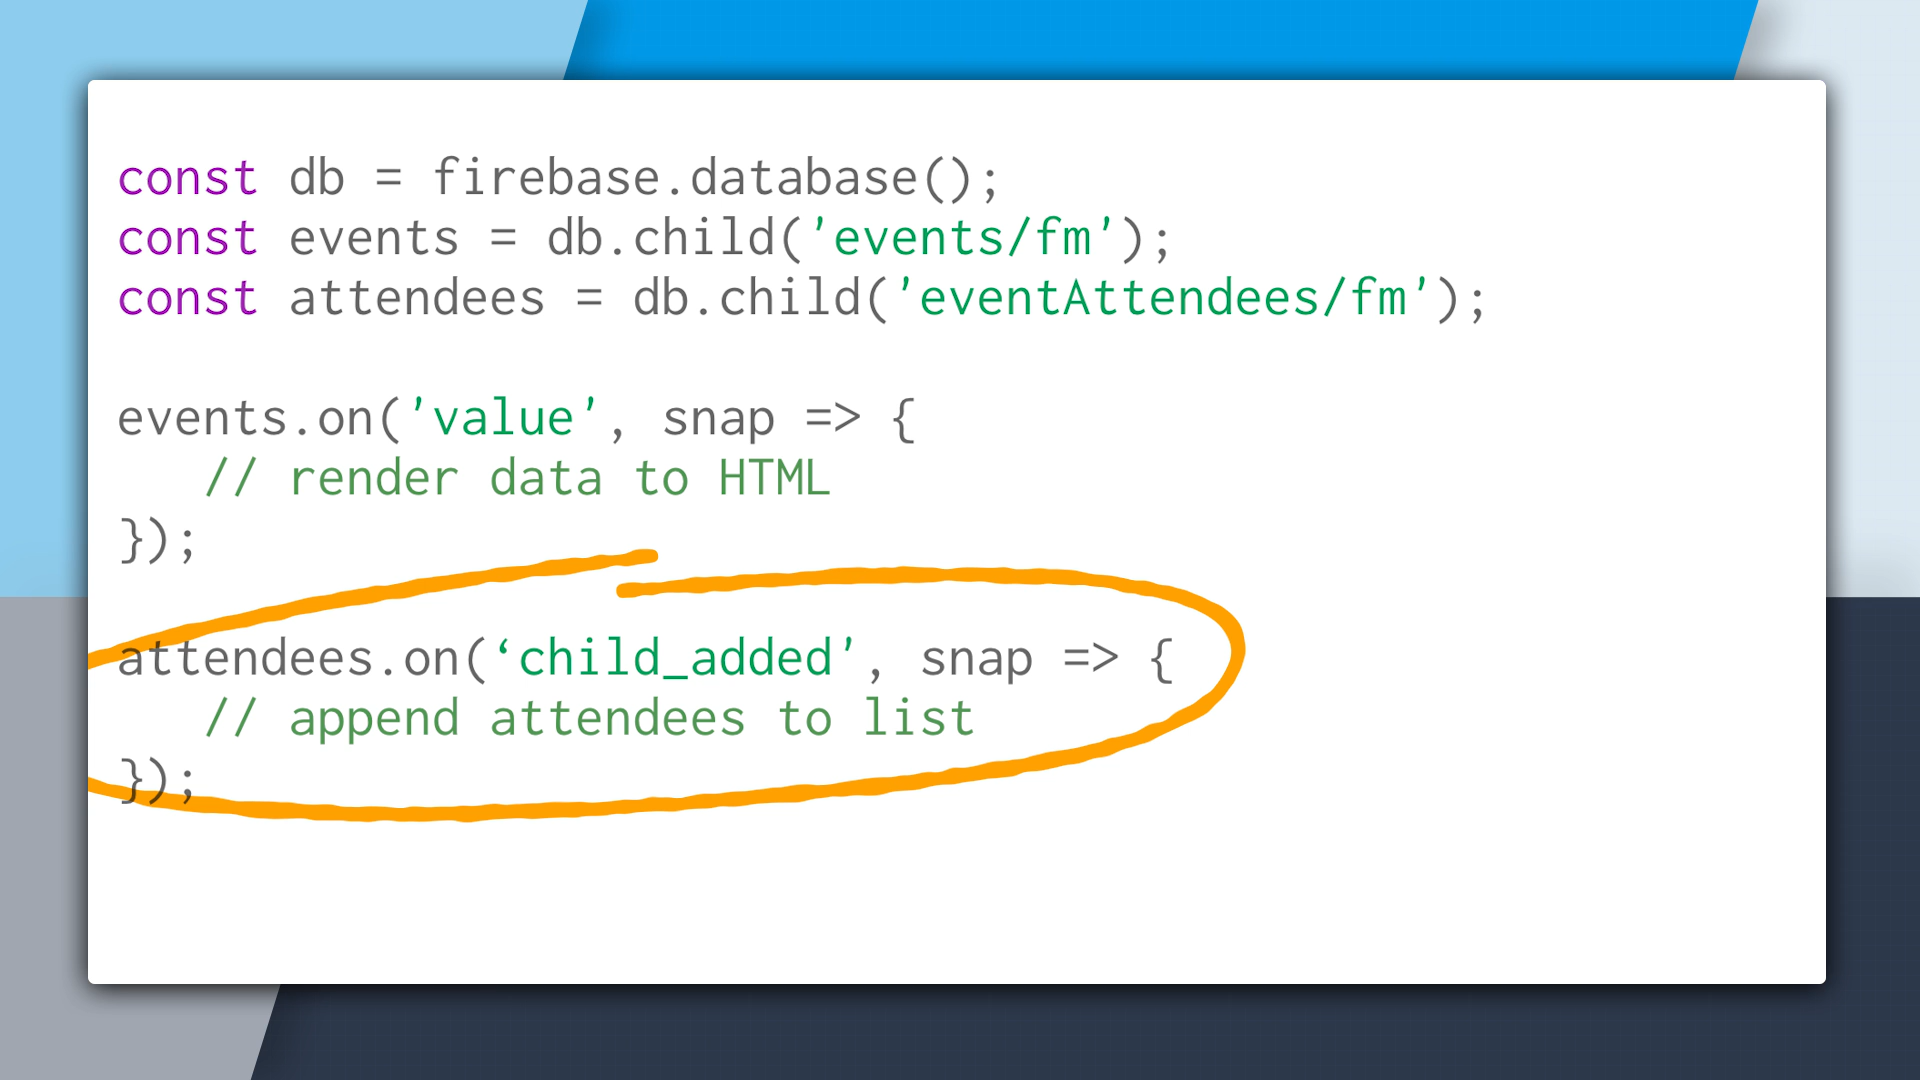 const db = firebase.database();
const events = db.child('events/fm');
const attendees = db.child('eventAttendees/fm');
events.on('value', snap => {
// render data to HTML
});
attendees.on(‘child_added', snap => {
// append attendees to list
});